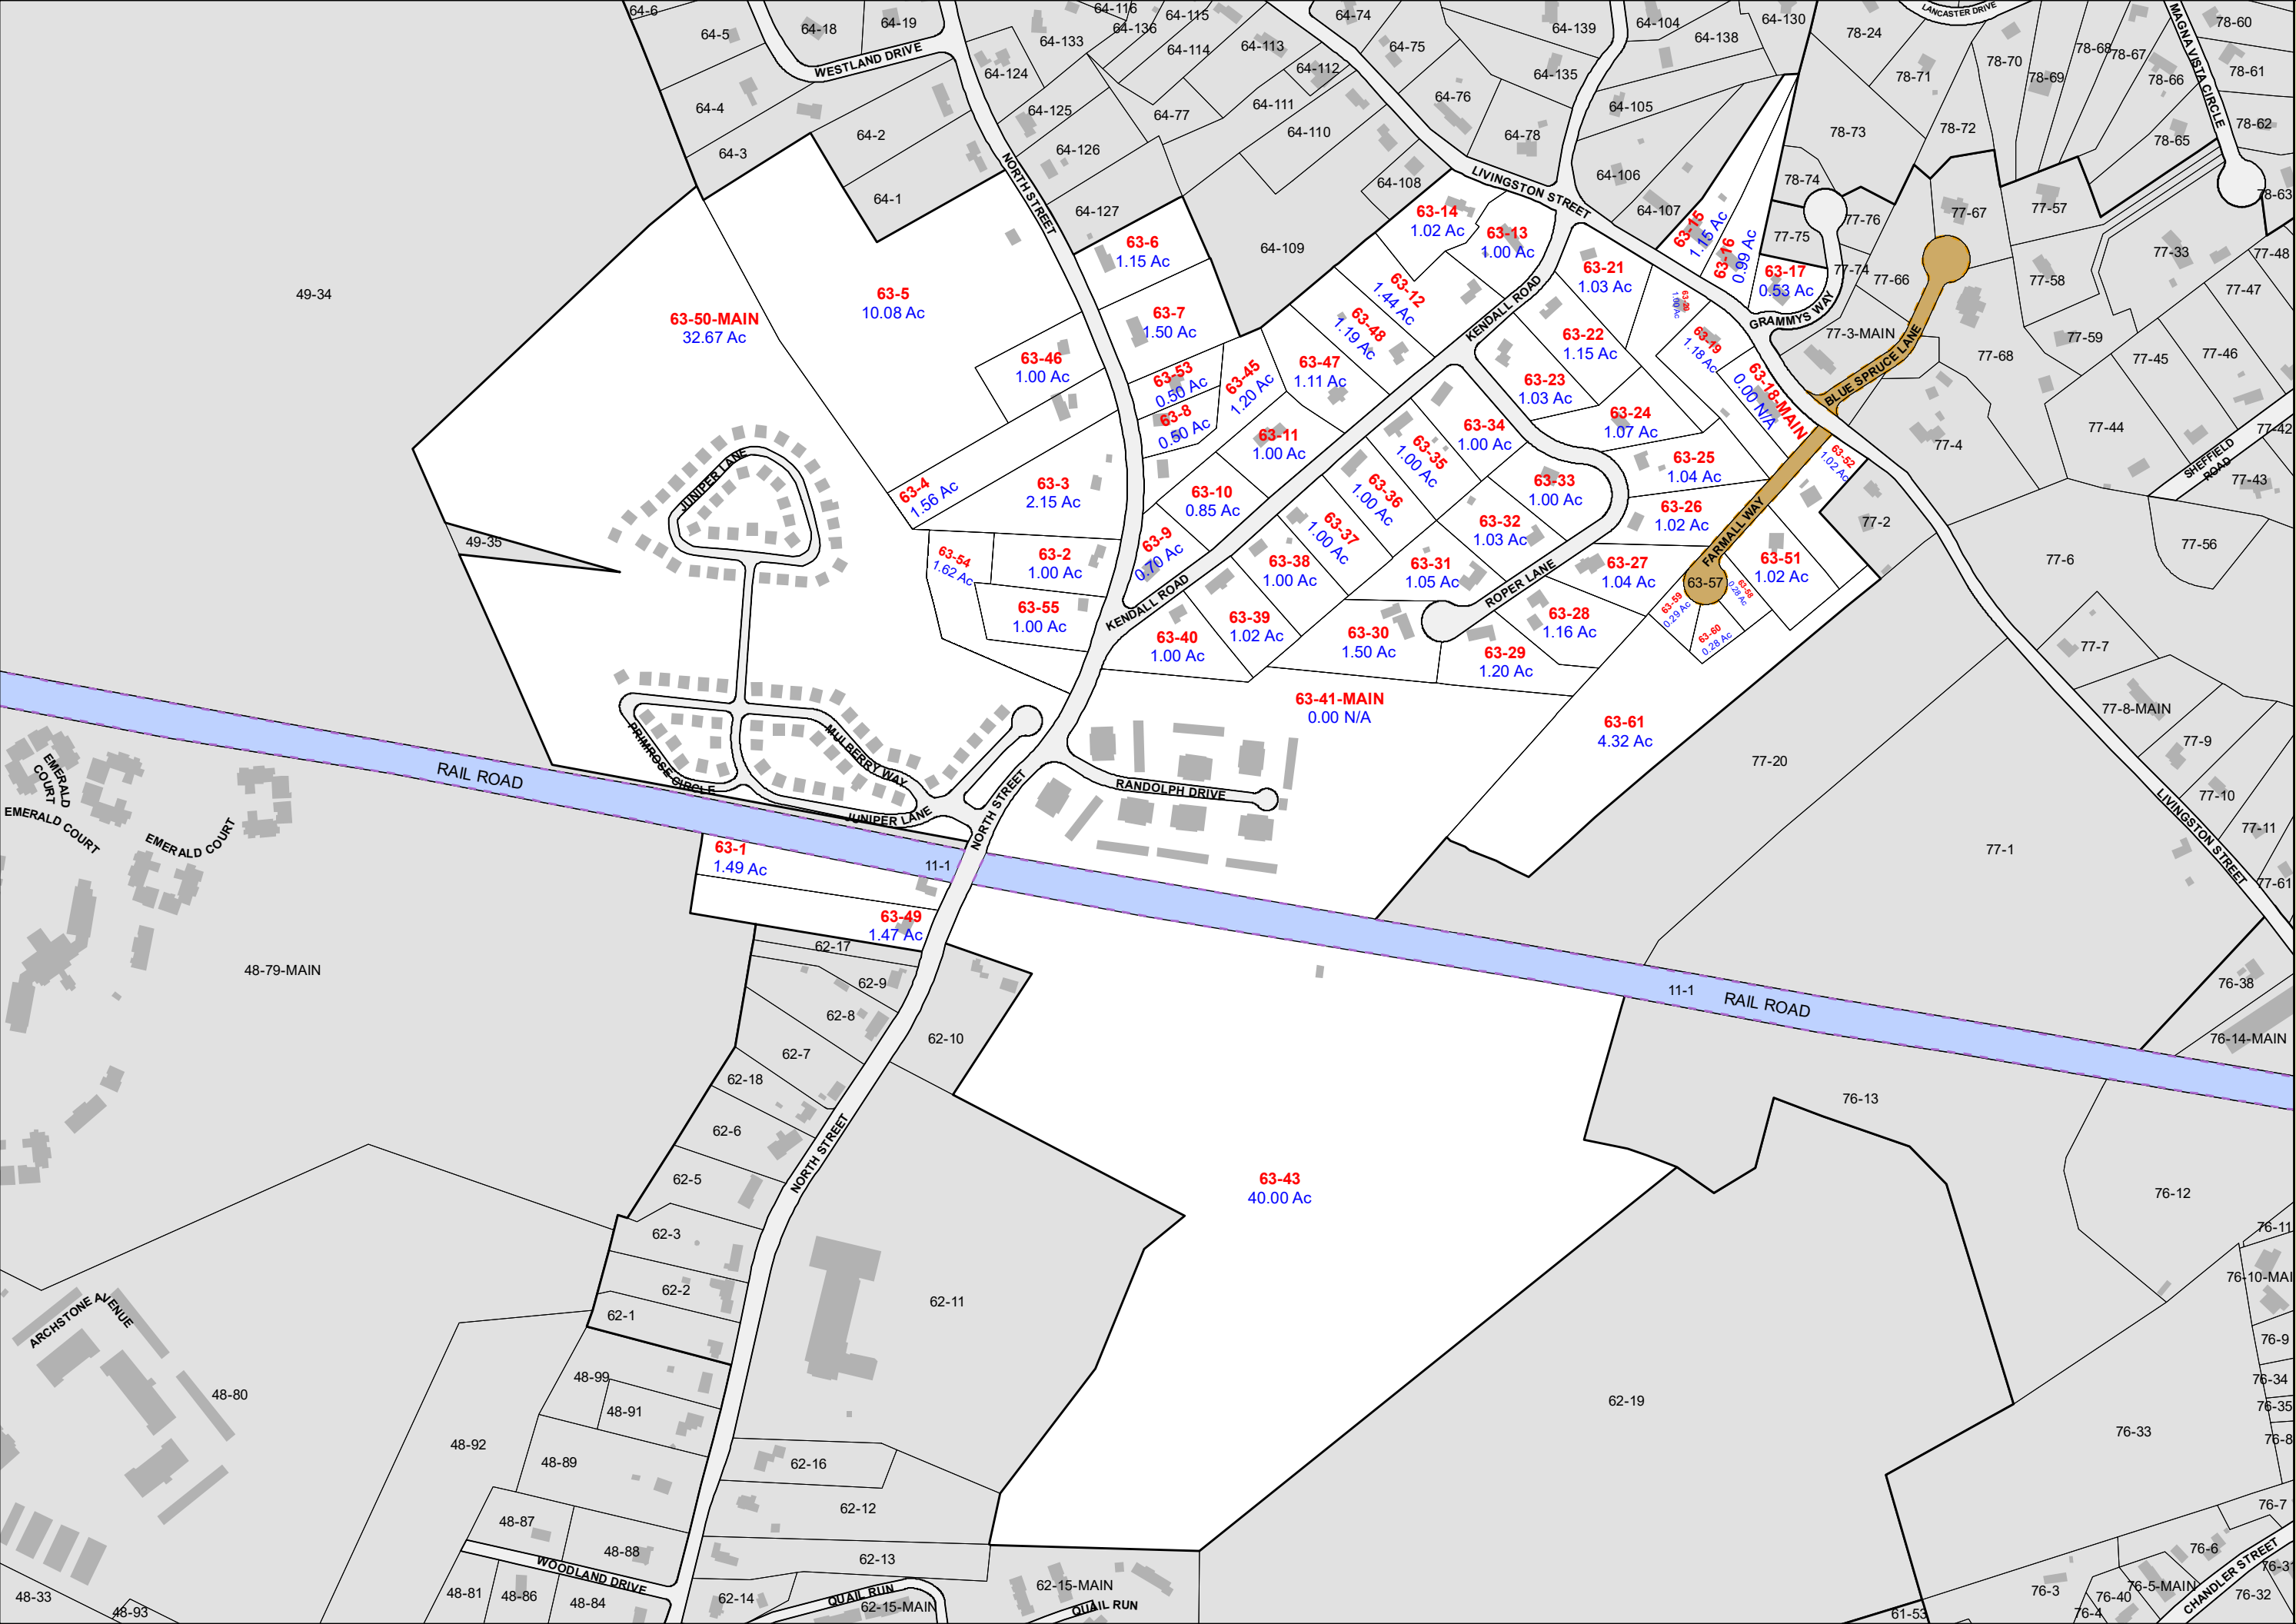 64-6
64-5
64-18
64-19
WESTLAND DRIVE
64-4
64-3
64-2
64-1
64-124
64-133
64-116
64-136
64-115
64-114
64-113
64-112
64-74
64-75
64-76
64-139
64-135
64-104
64-138
64-130
64-125
64-77
64-111
64-110
64-126
64-127
64-108
64-109
64-78
64-105
64-106
64-107
LANCASTER DRIVE
78-24
78-71
78-70
78-69
78-68
78-67
78-66
78-65
78-60
78-61
78-62
78-63
MAGNA VISTA CIRCLE
78-73
78-72
78-74
77-76
77-75
77-74
77-66
77-67
77-57
77-33
77-48
77-47
77-58
77-59
77-45
77-46
77-44
77-42
77-43
SHEFFIELD
ROAD
77-68
77-3-MAIN
BLUE SPRUCE LANE
77-4
77-2
77-6
77-56
77-7
77-8-MAIN
77-9
77-10
77-11
77-61
77-1
77-20
LIVINGSTON STREET
LIVINGSTON STREET
GRAMMYS WAY
NORTH STREET
49-34
49-35
63-50-MAIN
32.67 Ac
63-5
10.08 Ac
63-6
1.15 Ac
63-7
1.50 Ac
63-46
1.00 Ac
63-53
0.50 Ac
63-8
0.50 Ac
63-45
1.20 Ac
63-47
1.11 Ac
63-48
1.19 Ac
63-12
1.44 Ac
63-14
1.02 Ac
63-13
1.00 Ac
63-15
1.15 Ac
63-16
0.99 Ac
63-17
0.53 Ac
63-21
1.03 Ac
63-20
1.00 Ac
63-19
1.18 Ac
63-18-MAIN
0.00 N/A
63-52
1.02 Ac
63-22
1.15 Ac
63-23
1.03 Ac
63-24
1.07 Ac
63-25
1.04 Ac
63-26
1.02 Ac
63-27
1.04 Ac
63-28
1.16 Ac
63-29
1.20 Ac
63-30
1.50 Ac
63-31
1.05 Ac
63-32
1.03 Ac
63-33
1.00 Ac
63-34
1.00 Ac
63-35
1.00 Ac
63-36
1.00 Ac
63-37
1.00 Ac
63-38
1.00 Ac
63-39
1.02 Ac
63-40
1.00 Ac
63-11
1.00 Ac
63-10
0.85 Ac
63-9
0.70 Ac
63-4
1.56 Ac
63-3
2.15 Ac
63-2
1.00 Ac
63-54
1.62 Ac
63-55
1.00 Ac
63-51
1.02 Ac
63-57
63-58
0.28 Ac
63-59
0.29 Ac
63-60
0.28 Ac
63-61
4.32 Ac
63-41-MAIN
0.00 N/A
KENDALL ROAD
KENDALL ROAD
ROPER LANE
FARMALL WAY
JUNIPER LANE
PRIMROSE CIRCLE
MULBERRY WAY
JUNIPER LANE
NORTH STREET
RANDOLPH DRIVE
RAIL ROAD
11-1
11-1
RAIL ROAD
EMERALD
COURT
EMERALD COURT
EMERALD COURT
63-1
1.49 Ac
63-49
1.47 Ac
48-79-MAIN
62-17
62-9
62-8
62-10
62-7
62-18
62-6
62-5
62-3
62-2
62-1
62-11
NORTH STREET
63-43
40.00 Ac
62-19
76-38
76-14-MAIN
76-13
76-12
76-11
76-10-MAI
76-9
76-34
76-35
76-8
76-33
76-7
76-6
76-5-MAIN
76-3
76-40
76-4
76-32
76-3
CHANDLER STREET
61-53
ARCHSTONE AVENUE
48-80
48-92
48-99
48-91
48-89
48-87
48-88
WOODLAND DRIVE
48-81
48-86
48-84
48-33
48-93
62-16
62-12
62-13
62-14
QUAIL RUN
62-15-MAIN
62-15-MAIN
QUAIL RUN